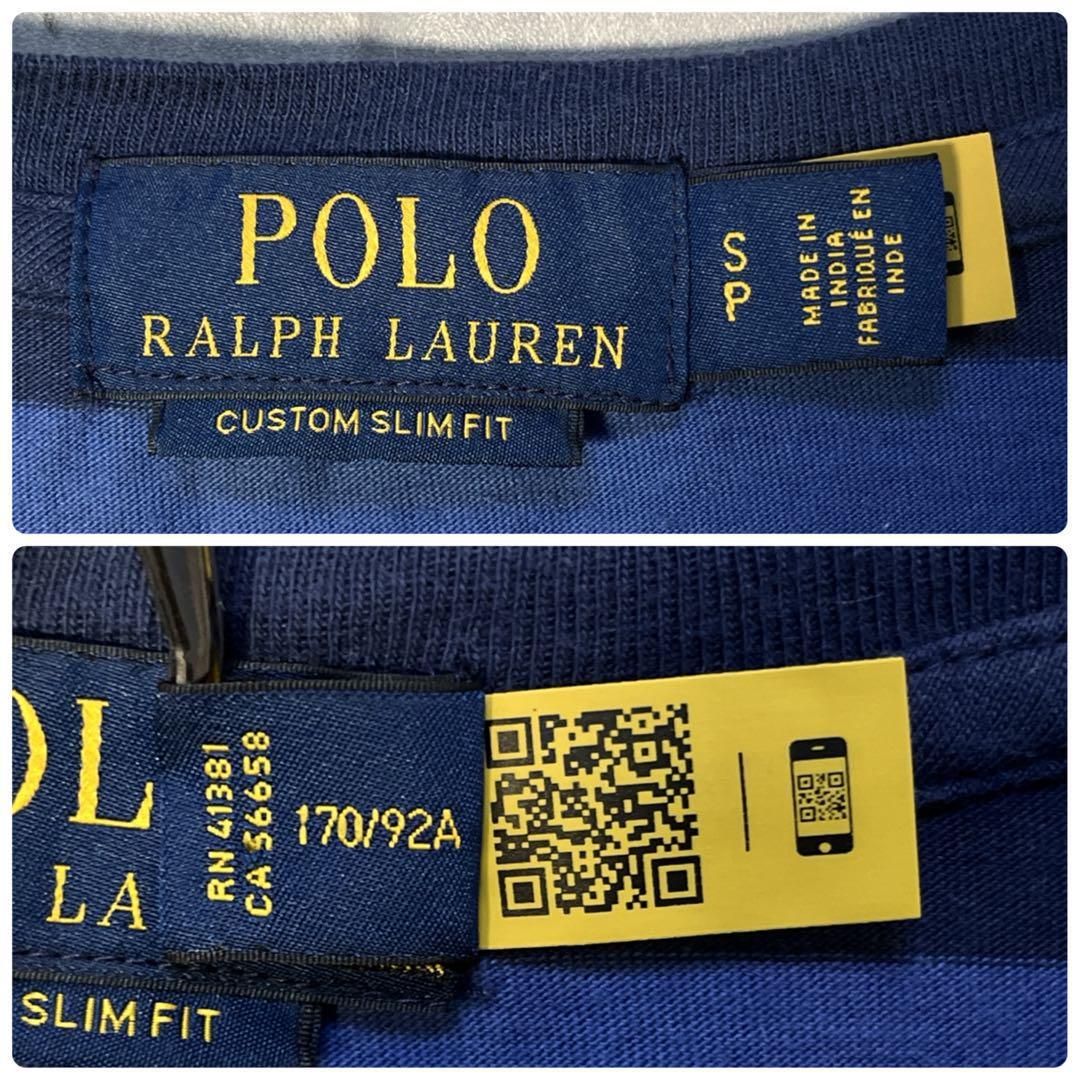 POLO
RALPH LAUREN
CUSTOM SLIM FIT
S
P
MADE IN
INDIA
FABRIQUÉ EN
INDE
OL
LA
SLIM FIT
RN 41381
CA 56658
170/92A